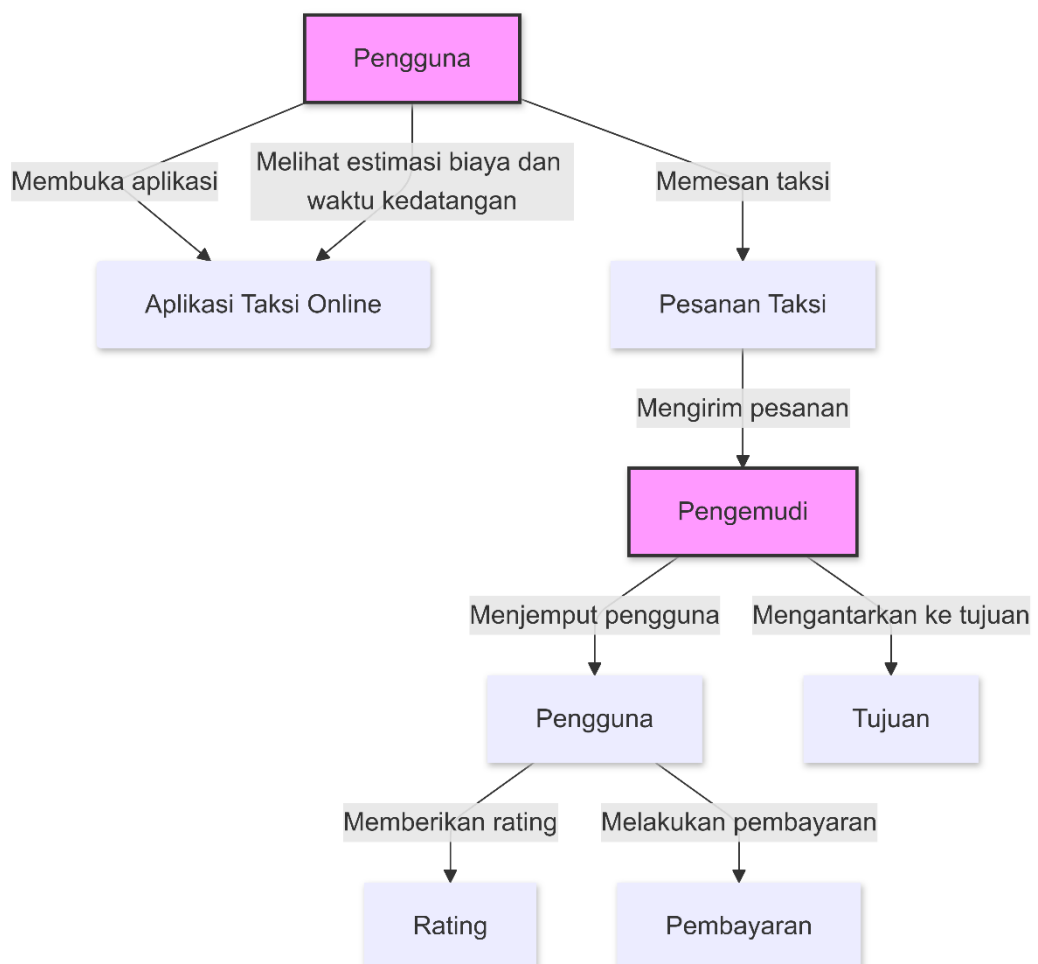 Pengguna
Membuka aplikasi
Melihat estimasi biaya dan
waktu kedatangan
Memesan taksi
Aplikasi Taksi Online
Pesanan Taksi
Mengirim pesanan
Pengemudi
Menjemput pengguna
Mengantarkan ke tujuan
Pengguna
Tujuan
Memberikan rating
Melakukan pembayaran
Rating
Pembayaran